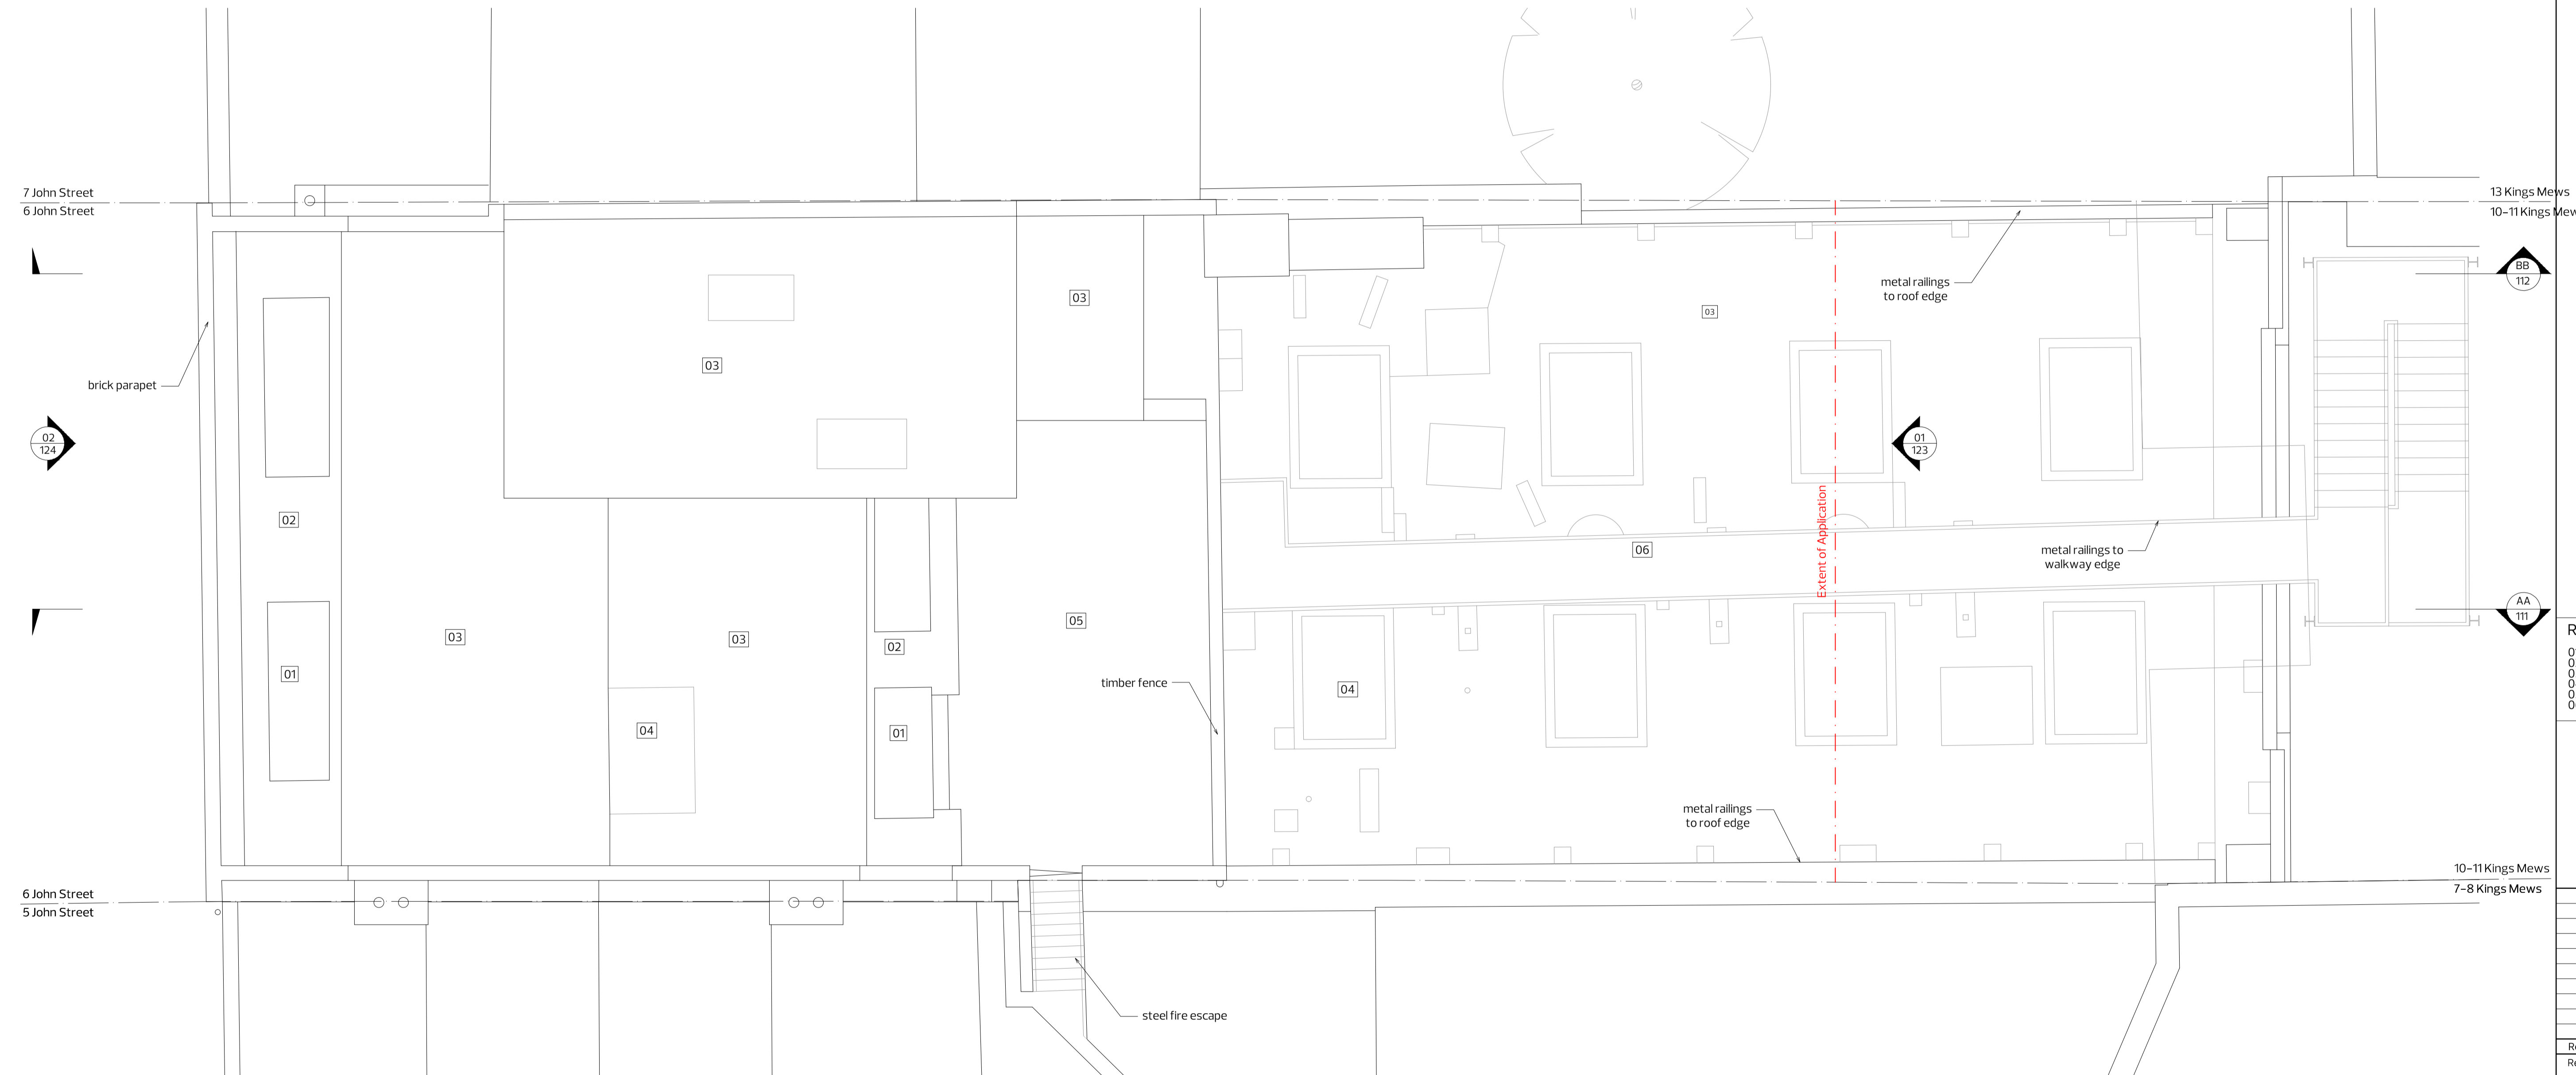 7 John Street
6 John Street
13 Kings Mews
10-11 Kings Mew
BB
112
metal railings
to roof edge
03
03
03
brick parapet
02
124
01
123
Extent of Application
02
06
metal railings to
walkway edge
AA
111
05
03
03
02
01
04
timber fence
04
01
metal railings
to roof edge
10-11 Kings Mews
7-8 Kings Mews
6 John Street
5 John Street
steel fire escape